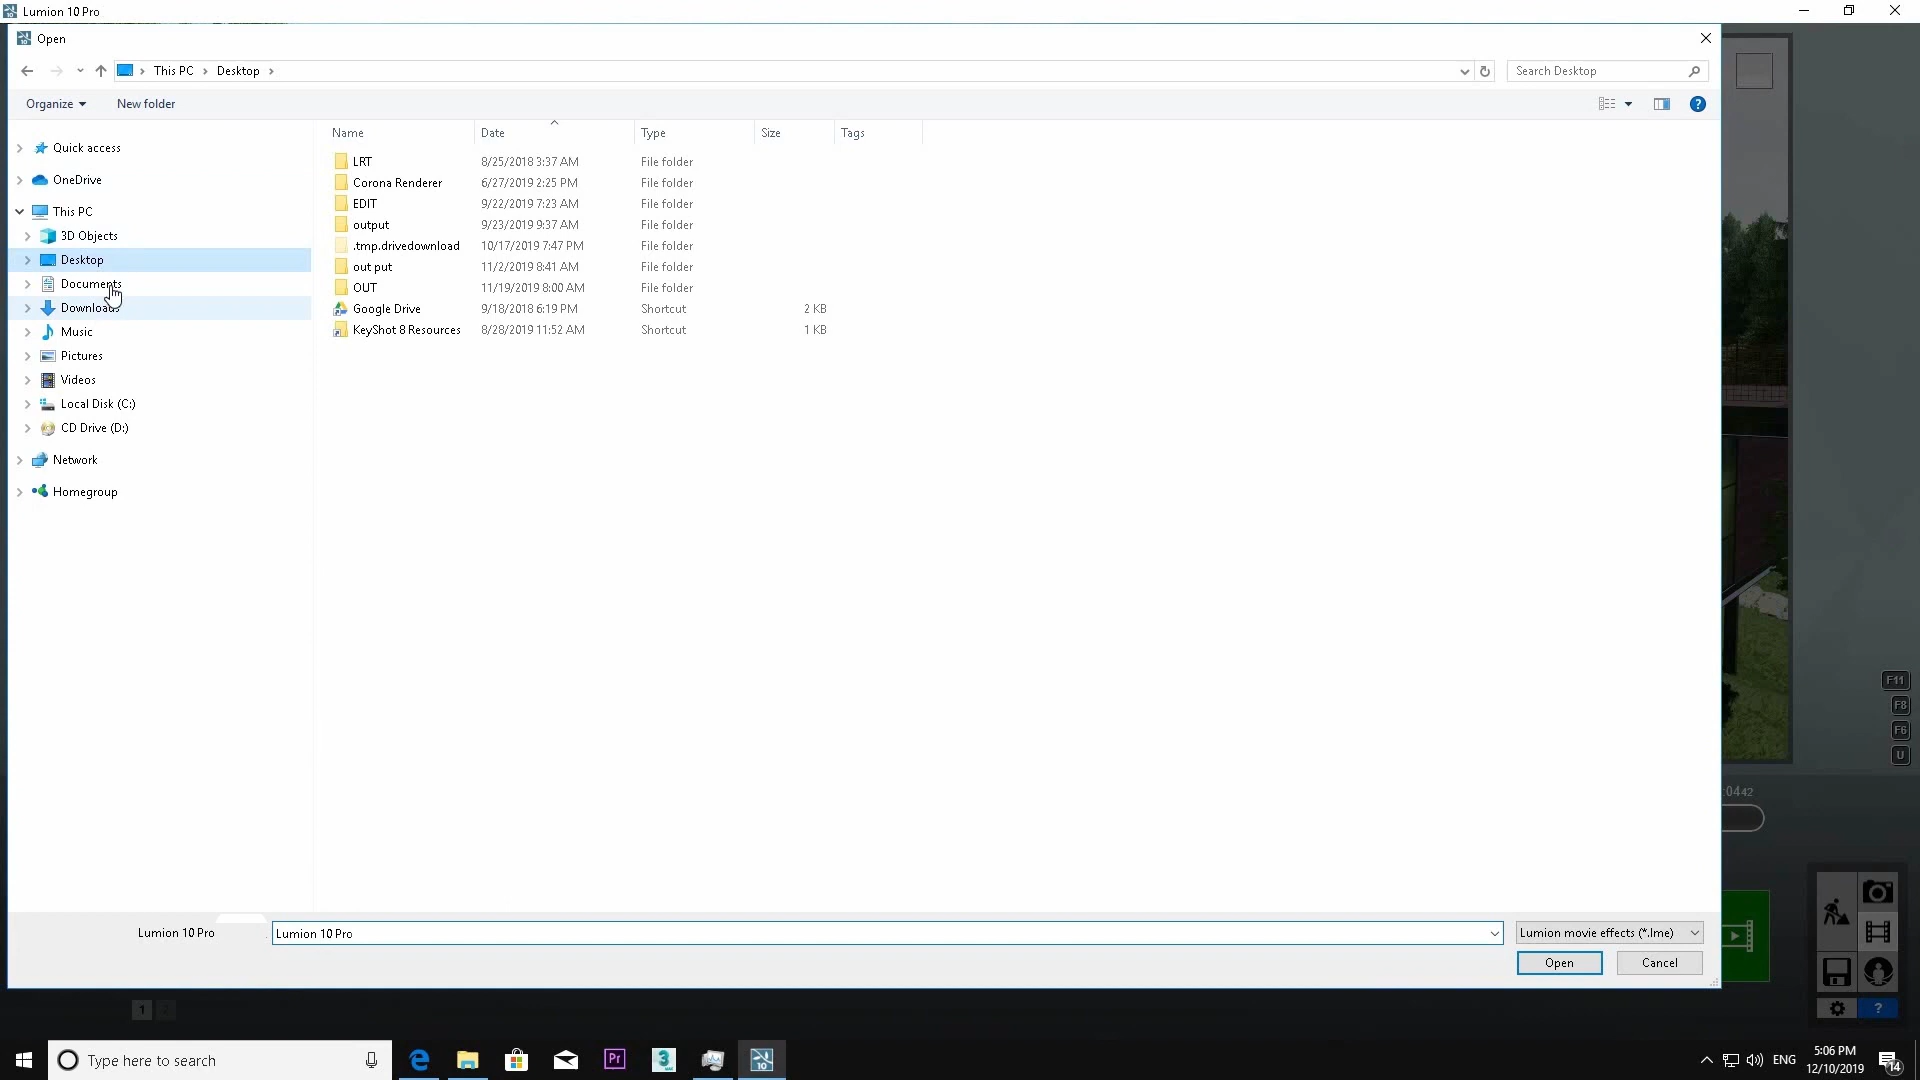 Lumion 10 Pro
Open
This PC
Desktop
Search Desktop
Organize
New folder
?
Name
Date
Type
Size
Tags
Quick access
OneDrive
This PC
3D Objects
Desktop
Documents
Downloads
Music
Pictures
Videos
Local Disk (C:)
CD Drive (D:)
Network
Homegroup
LRT 8/25/2018 3:37 AM File folder
Corona Renderer 6/27/2019 2:25 PM File folder
EDIT 9/22/2019 7:23 AM File folder
output 9/23/2019 9:37 AM File folder
.tmp.drivedownload 10/17/2019 7:47 PM File folder
out put 11/2/2019 8:41 AM File folder
OUT 11/19/2019 8:00 AM File folder
Google Drive 9/18/2018 6:19 PM Shortcut 2 KB
KeyShot 8 Resources 8/28/2019 11:52 AM Shortcut 1 KB
F11
F8
F6
U
:0442
Lumion 10 Pro
Lumion 10 Pro
Lumion movie effects (*.lme)
Open
Cancel
1
?
Type here to search
Pr
3
10
ENG
5:06 PM
12/10/2019
14